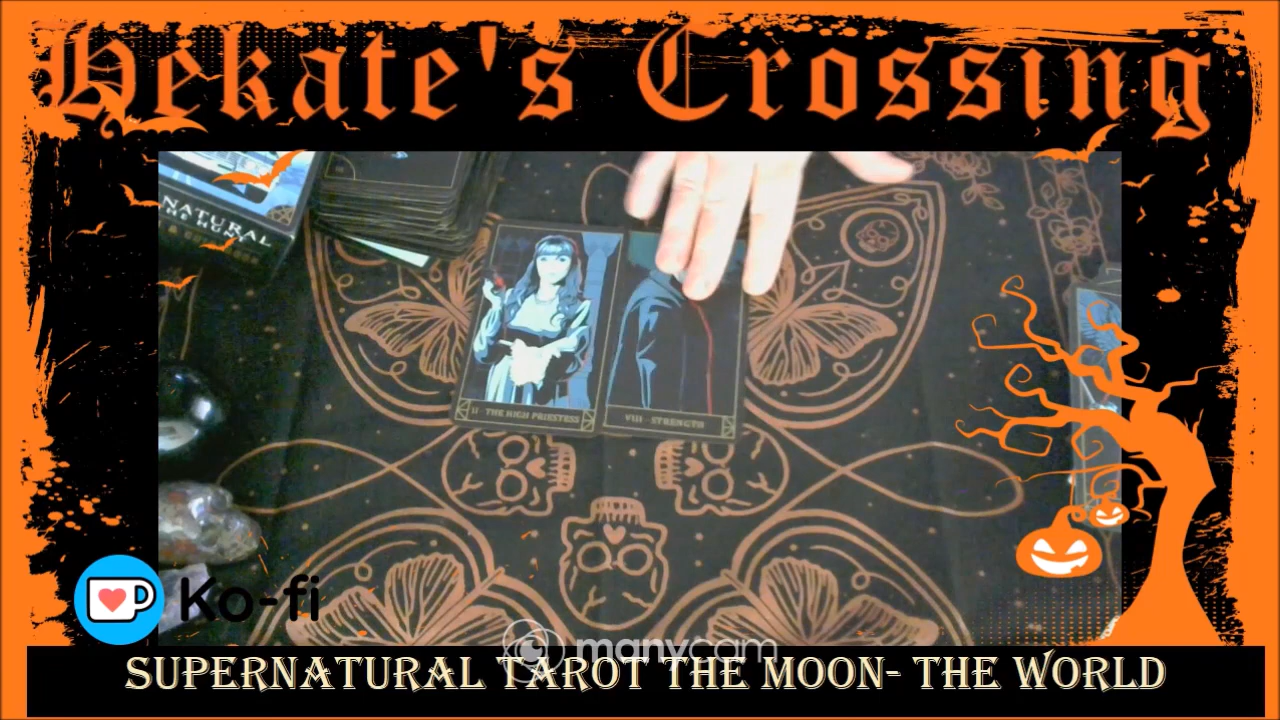 Hekate's Crossing
NATURAL
II - THE HIGH PRIESTESS
VIII - STRENGTH
Ko-fi
manycam
SUPERNATURAL TAROT THE MOON- THE WORLD